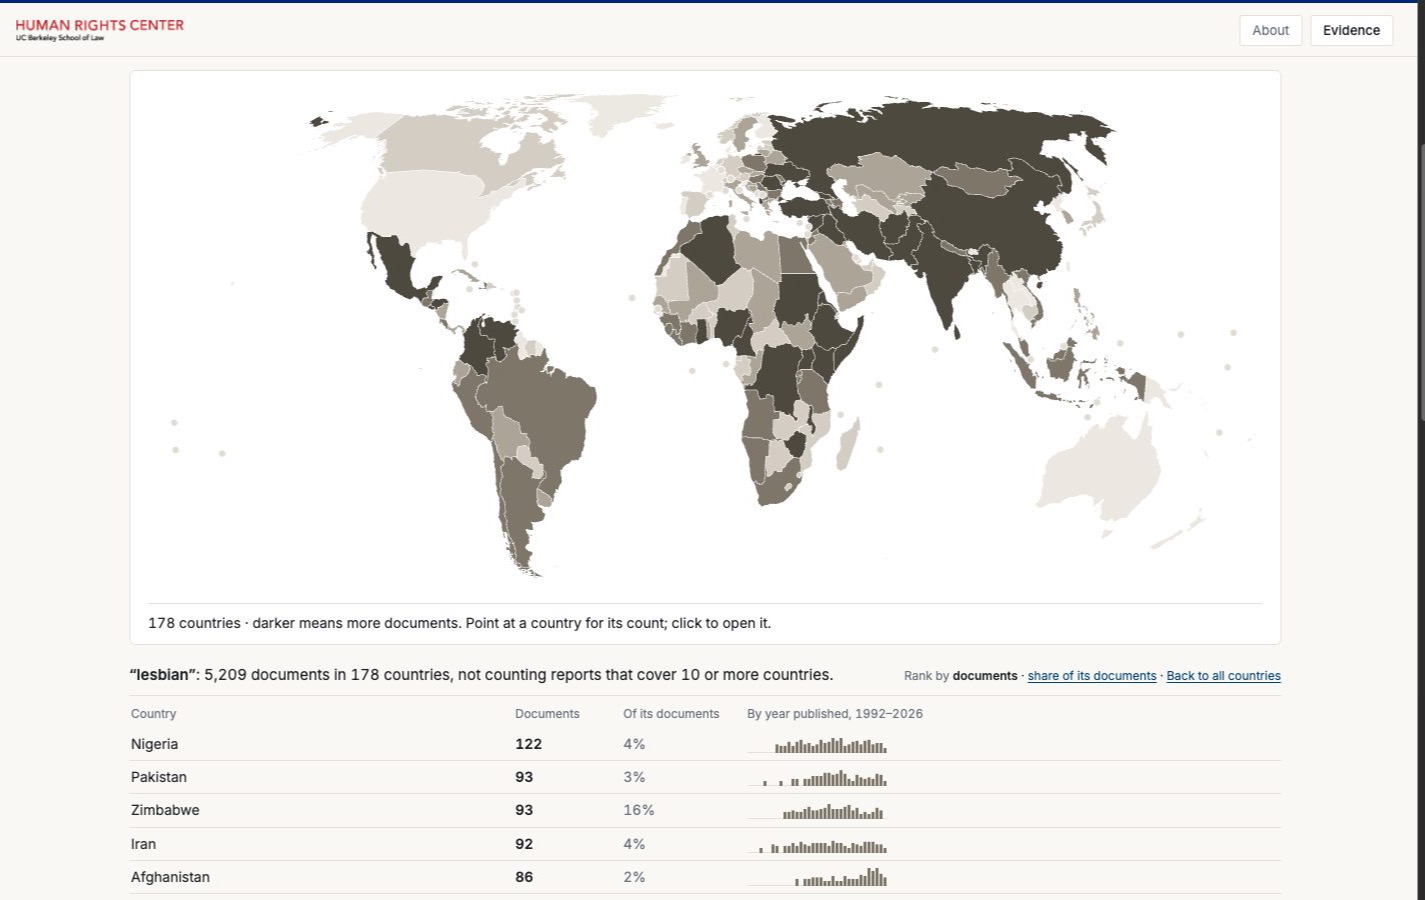 HUMAN RIGHTS CENTER
UC Berkeley School of Law
About
Evidence
178 countries · darker means more documents. Point at a country for its count; click to open it.
“lesbian”: 5,209 documents in 178 countries, not counting reports that cover 10 or more countries.
Rank by documents · share of its documents · Back to all countries
Country Documents Of its documents By year published, 1992–2026
Nigeria 122 4%
Pakistan 93 3%
Zimbabwe 93 16%
Iran 92 4%
Afghanistan 86 2%